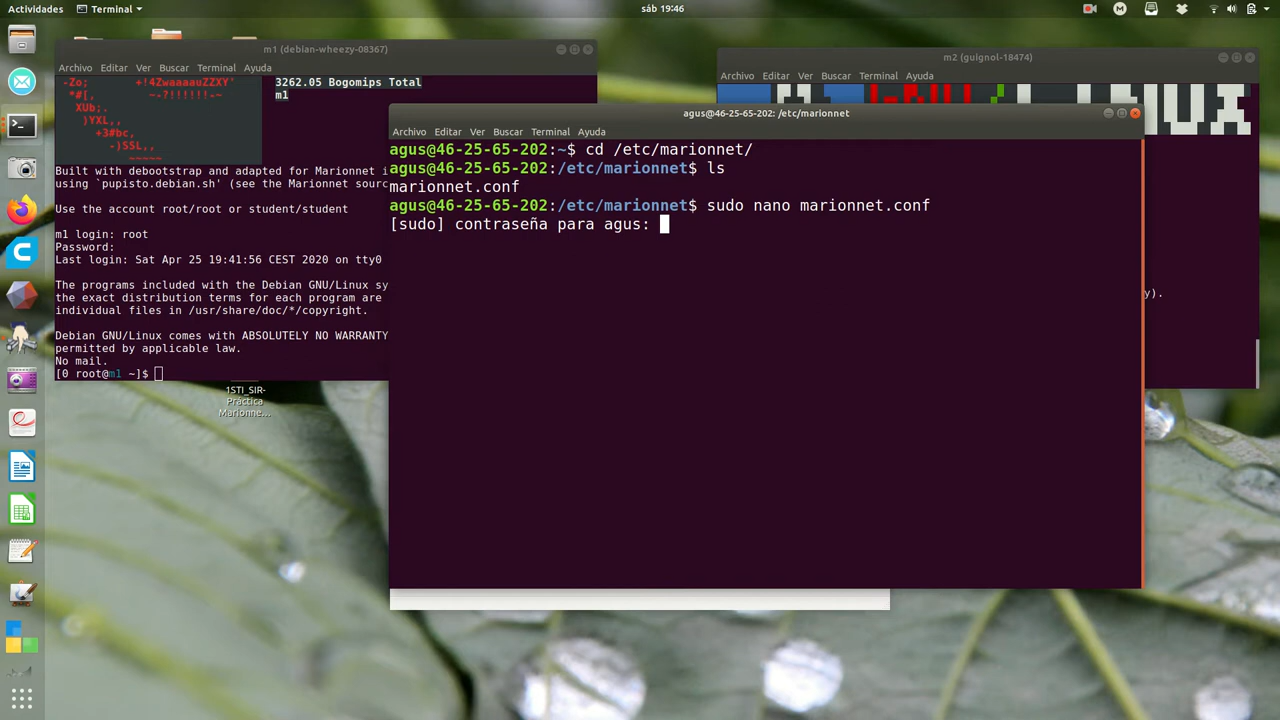 Actividades
Terminal
sáb 19:46
m1 (debian-wheezy-08367)
Archivo Editar Ver Buscar Terminal Ayuda
-Zo; +!4ZwaaaauZZXY'
*#[, ~-?!!!!!!-~
XUb;.
)YXL,,
+3#bc,
-)SSL,,
~~~~~
3262.05 Bogomips Total
m1
Built with debootstrap and adapted for Marionnet i
using `pupisto.debian.sh' (see the Marionnet sourc
Use the account root/root or student/student
m1 login: root
Password:
Last login: Sat Apr 25 19:41:56 CEST 2020 on tty0
The programs included with the Debian GNU/Linux sy
the exact distribution terms for each program are
individual files in /usr/share/doc/*/copyright.
Debian GNU/Linux comes with ABSOLUTELY NO WARRANTY
permitted by applicable law.
No mail.
[0 root@m1 ~]$
1STI_SIR-
Práctica
Marionne...
m2 (guignol-18474)
Archivo Editar Ver Buscar Terminal Ayuda
y).
agus@46-25-65-202: /etc/marionnet
Archivo Editar Ver Buscar Terminal Ayuda
agus@46-25-65-202:~$ cd /etc/marionnet/
agus@46-25-65-202:/etc/marionnet$ ls
marionnet.conf
agus@46-25-65-202:/etc/marionnet$ sudo nano marionnet.conf
[sudo] contraseña para agus: